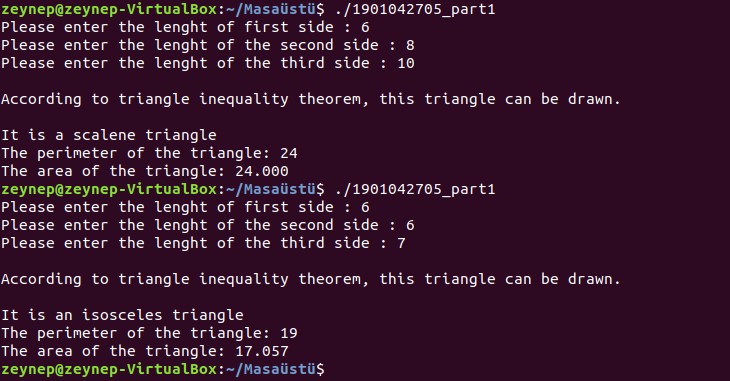 zeynep@zeynep-VirtualBox:~/Masaüstü$ ./1901042705_part1
Please enter the lenght of first side : 6
Please enter the lenght of the second side : 8
Please enter the lenght of the third side : 10
According to triangle inequality theorem, this triangle can be drawn.
It is a scalene triangle
The perimeter of the triangle: 24
The area of the triangle: 24.000
zeynep@zeynep-VirtualBox:~/Masaüstü$ ./1901042705_part1
Please enter the lenght of first side : 6
Please enter the lenght of the second side : 6
Please enter the lenght of the third side : 7
According to triangle inequality theorem, this triangle can be drawn.
It is an isosceles triangle
The perimeter of the triangle: 19
The area of the triangle: 17.057
zeynep@zeynep-VirtualBox:~/Masaüstü$